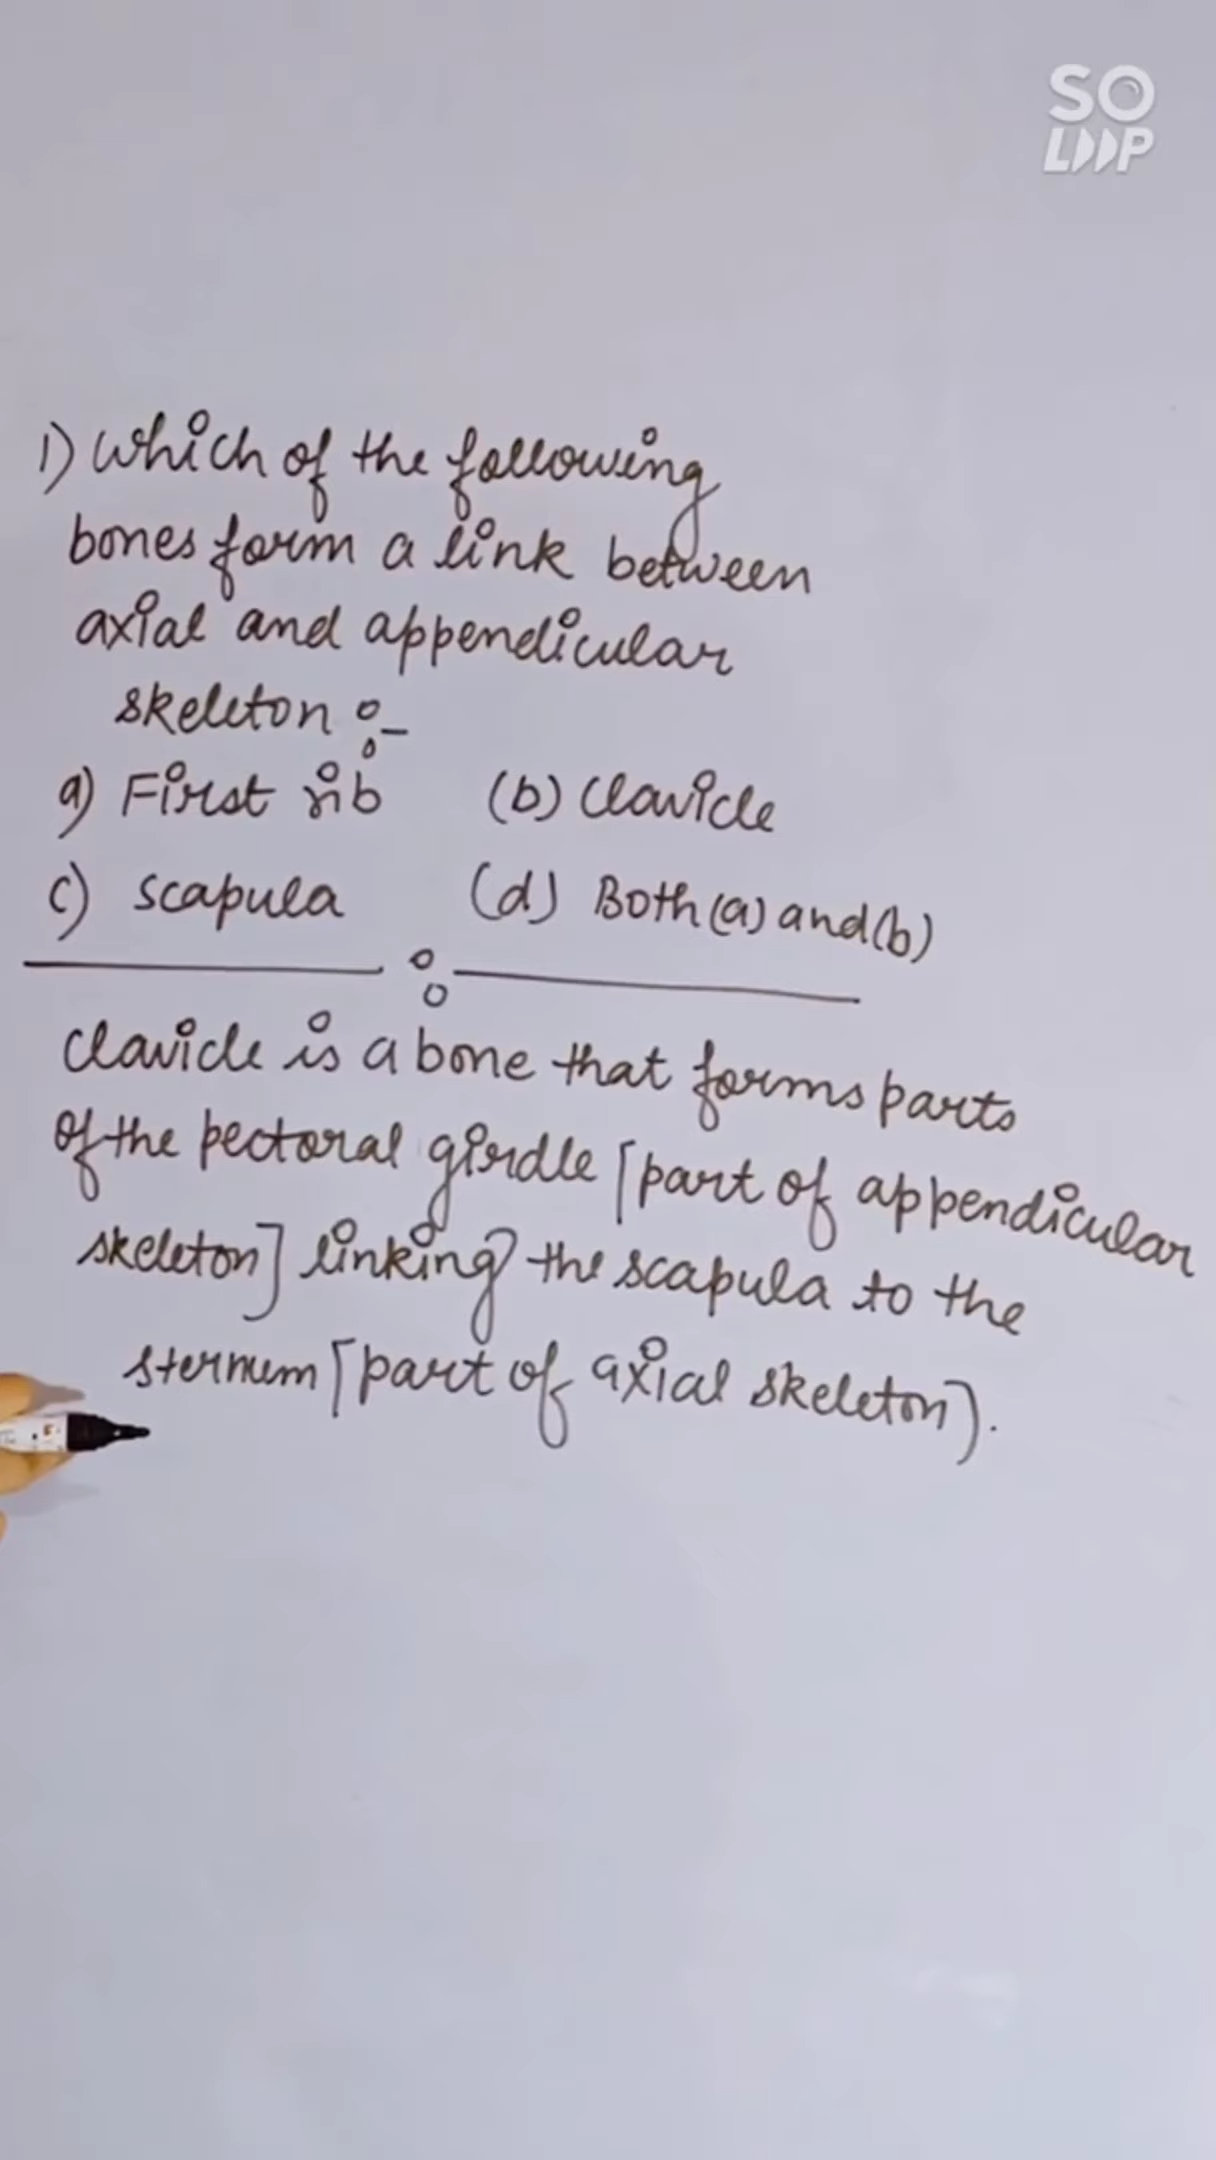 SO
LOOP
1) Which of the following
bones form a link between
axial and appendicular
skeleton :-
a) First rib (b) Clavicle
c) scapula (d) Both (a) and (b)
:
Clavicle is a bone that forms parts
of the pectoral girdle [part of appendicular
skeleton] linking the scapula to the
sternum [part of axial skeleton).